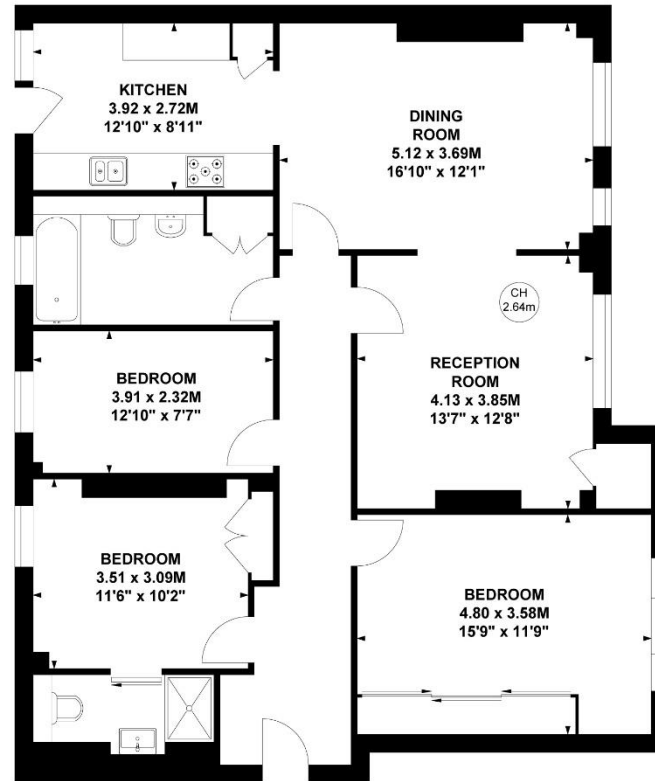 KITCHEN
3.92 x 2.72M
12'10" x 8'11"
DINING
ROOM
5.12 x 3.69M
16'10" x 12'1"
CH
2.64m
BEDROOM
3.91 x 2.32M
12'10" x 7'7"
RECEPTION
ROOM
4.13 x 3.85M
13'7" x 12'8"
BEDROOM
3.51 x 3.09M
11'6" x 10'2"
BEDROOM
4.80 x 3.58M
15'9" x 11'9"